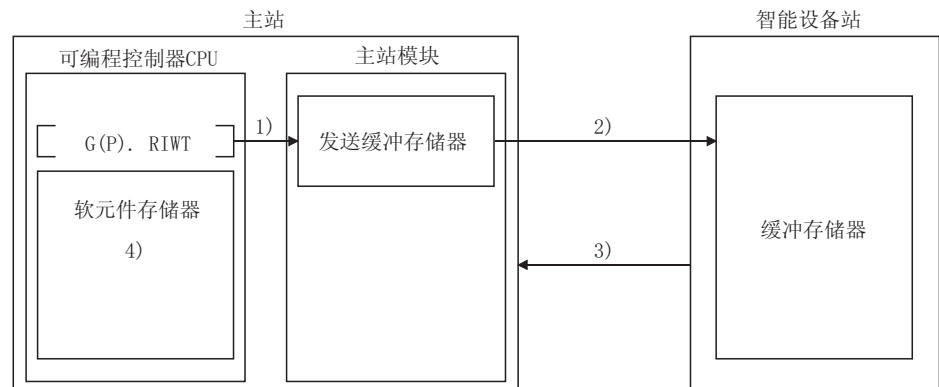 主站
智能设备站
可编程控制器CPU
主站模块
G(P). RIWT
1)
发送缓冲存储器
2)
软元件存储器
4)
缓冲存储器
3)